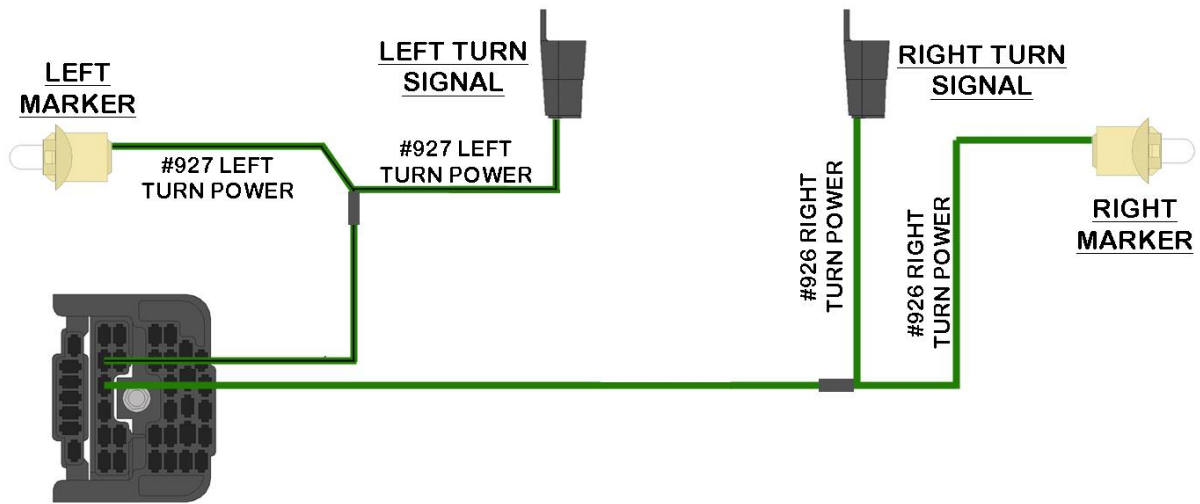 LEFT
MARKER
LEFT TURN
SIGNAL
RIGHT TURN
SIGNAL
#927 LEFT
TURN POWER
#927 LEFT
TURN POWER
#926 RIGHT
TURN POWER
#926 RIGHT
TURN POWER
RIGHT
MARKER